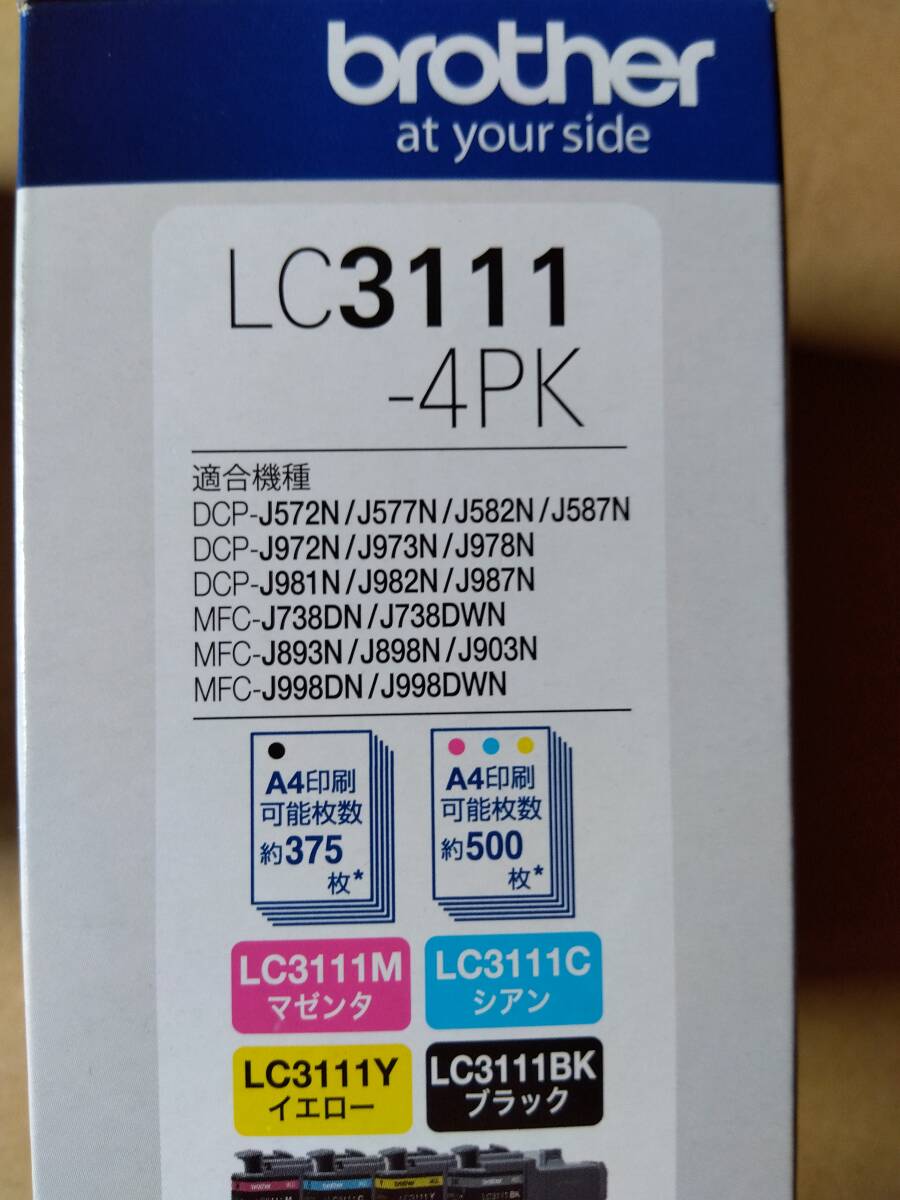 brother
at your side
LC3111
-4PK
適合機種
DCP-J572N/J577N/J582N/J587N
DCP-J972N/J973N/J978N
DCP-J981N/J982N/J987N
MFC-J738DN/J738DWN
MFC-J893N/J898N/J903N
MFC-J998DN/J998DWN
A4印刷
可能枚数
約375
枚*
A4印刷
可能枚数
約500
枚*
LC3111M
マゼンタ
LC3111C
シアン
LC3111Y
イエロー
LC3111BK
ブラック
brother